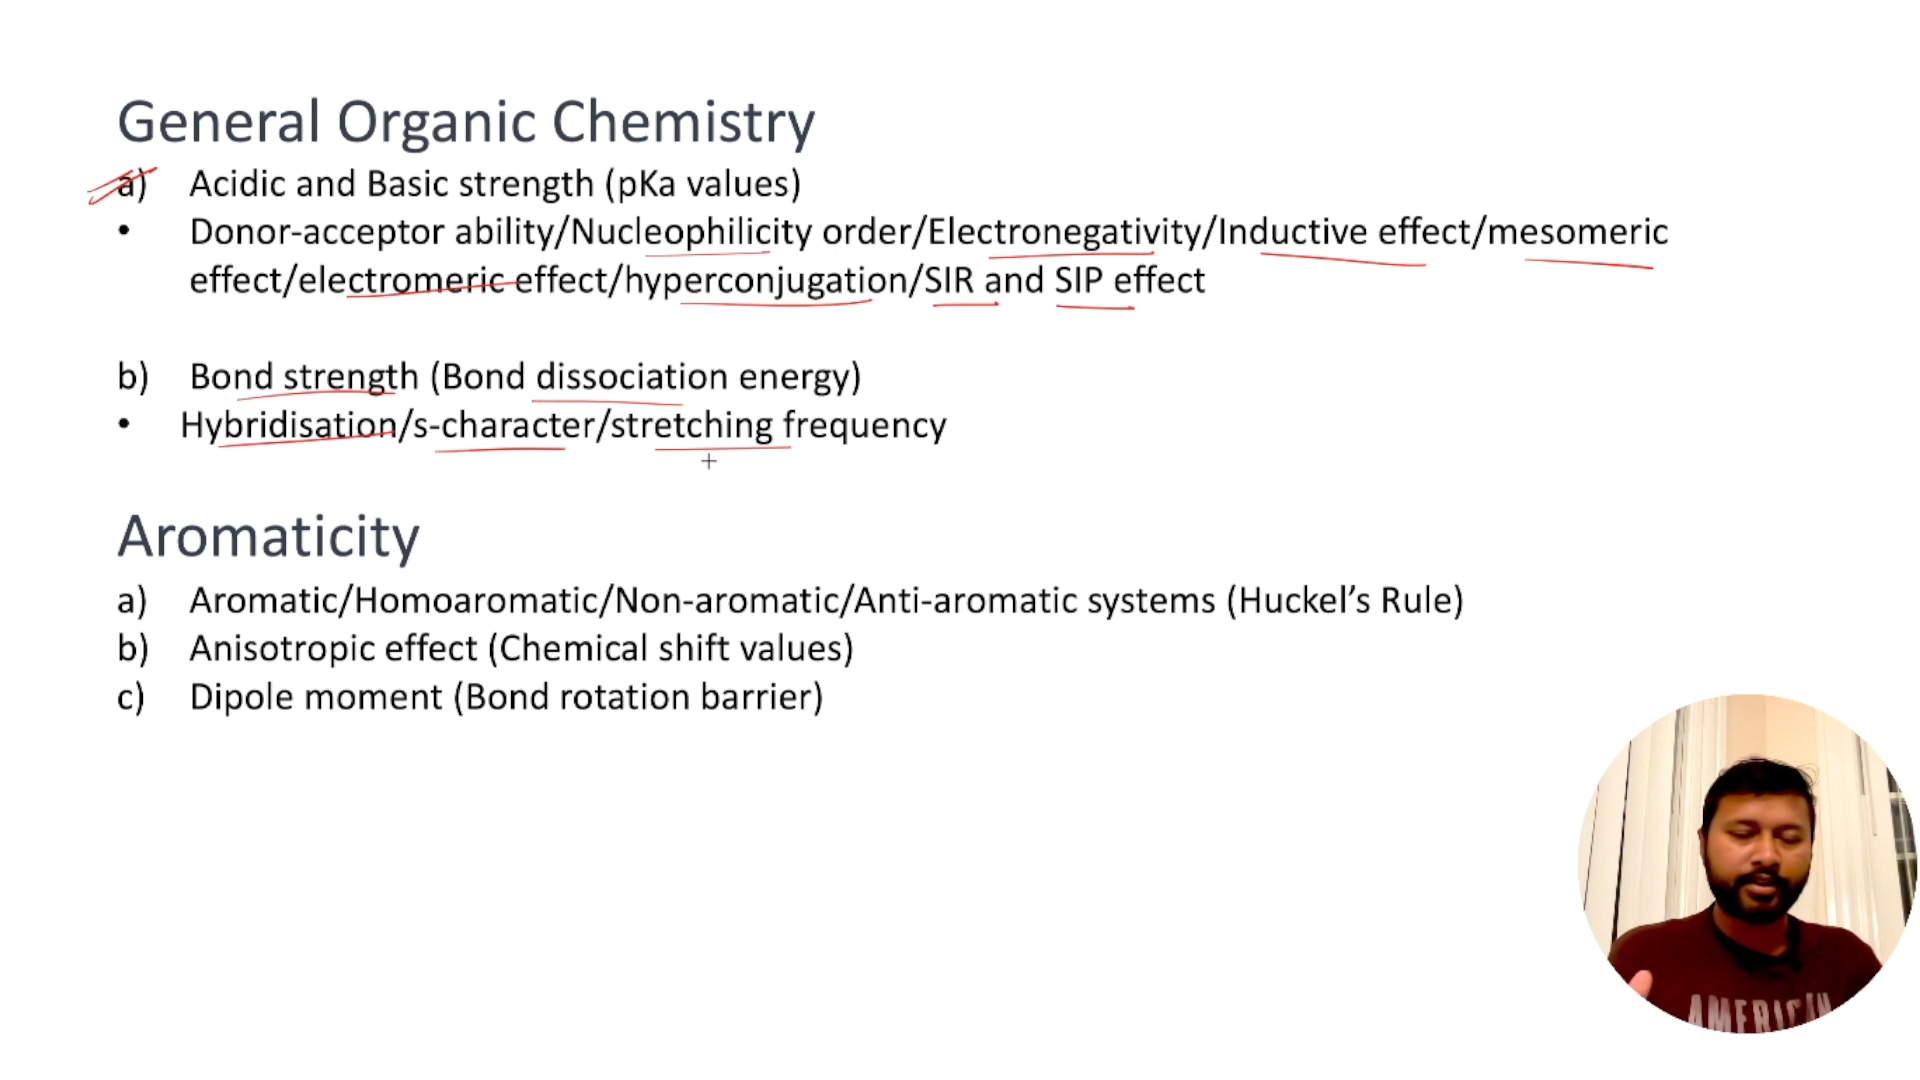 General Organic Chemistry
a) Acidic and Basic strength (pKa values)
• Donor-acceptor ability/Nucleophilicity order/Electronegativity/Inductive effect/mesomeric
effect/electromeric effect/hyperconjugation/SIR and SIP effect
b) Bond strength (Bond dissociation energy)
• Hybridisation/s-character/stretching frequency
Aromaticity
a) Aromatic/Homoaromatic/Non-aromatic/Anti-aromatic systems (Huckel’s Rule)
b) Anisotropic effect (Chemical shift values)
c) Dipole moment (Bond rotation barrier)
AMERICAN